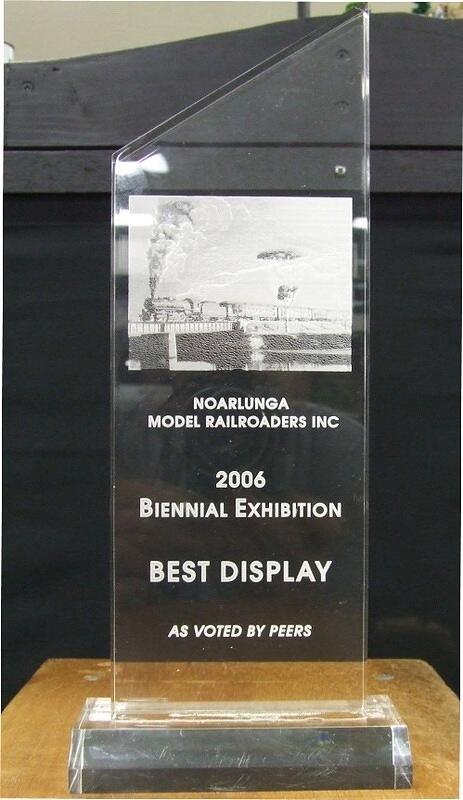 NOARLUNGA
MODEL RAILROADERS INC
2006
BIENNIAL EXHIBITION
BEST DISPLAY
AS VOTED BY PEERS